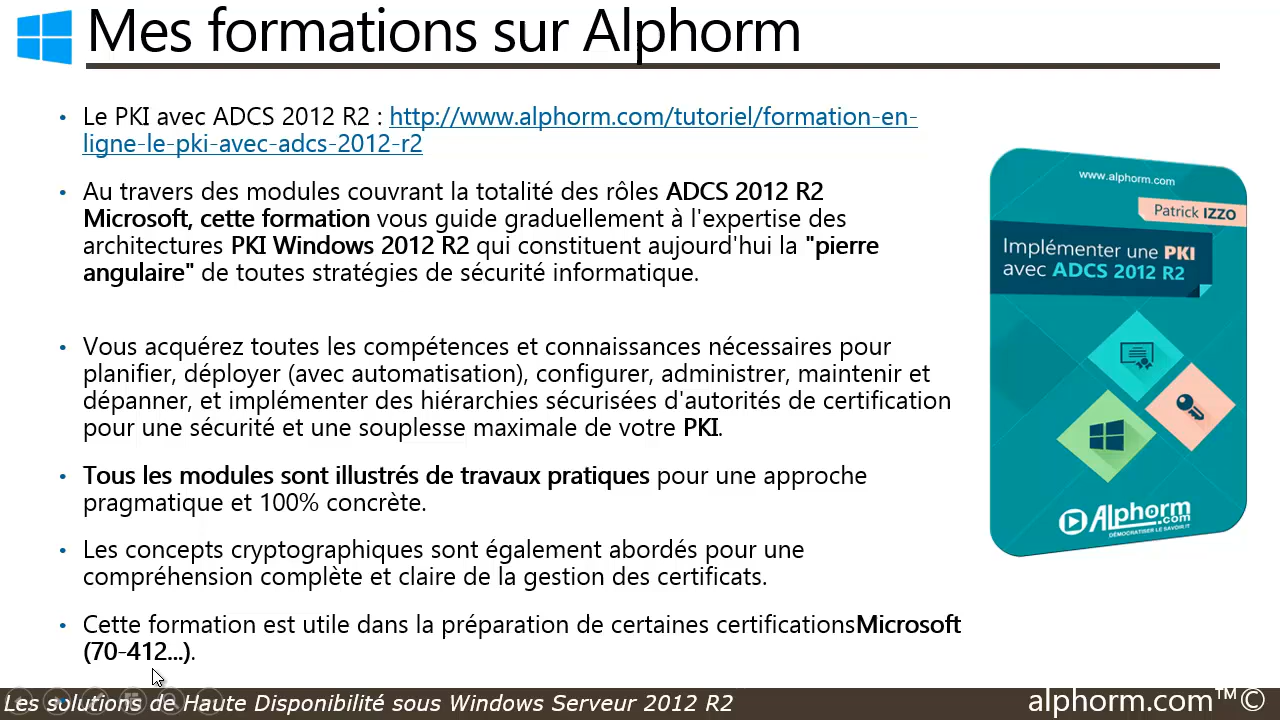 Mes formations sur Alphorm
• Le PKI avec ADCS 2012 R2 : http://www.alphorm.com/tutoriel/formation-en-
ligne-le-pki-avec-adcs-2012-r2
• Au travers des modules couvrant la totalité des rôles ADCS 2012 R2
Microsoft, cette formation vous guide graduellement à l'expertise des
architectures PKI Windows 2012 R2 qui constituent aujourd'hui la "pierre
angulaire" de toutes stratégies de sécurité informatique.
• Vous acquérez toutes les compétences et connaissances nécessaires pour
planifier, déployer (avec automatisation), configurer, administrer, maintenir et
dépanner, et implémenter des hiérarchies sécurisées d'autorités de certification
pour une sécurité et une souplesse maximale de votre PKI.
• Tous les modules sont illustrés de travaux pratiques pour une approche
pragmatique et 100% concrète.
• Les concepts cryptographiques sont également abordés pour une
compréhension complète et claire de la gestion des certificats.
• Cette formation est utile dans la préparation de certaines certificationsMicrosoft
(70-412...).
www.alphorm.com
Patrick IZZO
Implémenter une PKI
avec ADCS 2012 R2
Alphorm
.com
DÉMOCRATISER LE SAVOIR IT
Les solutions de Haute Disponibilité sous Windows Serveur 2012 R2
alphorm.com™©